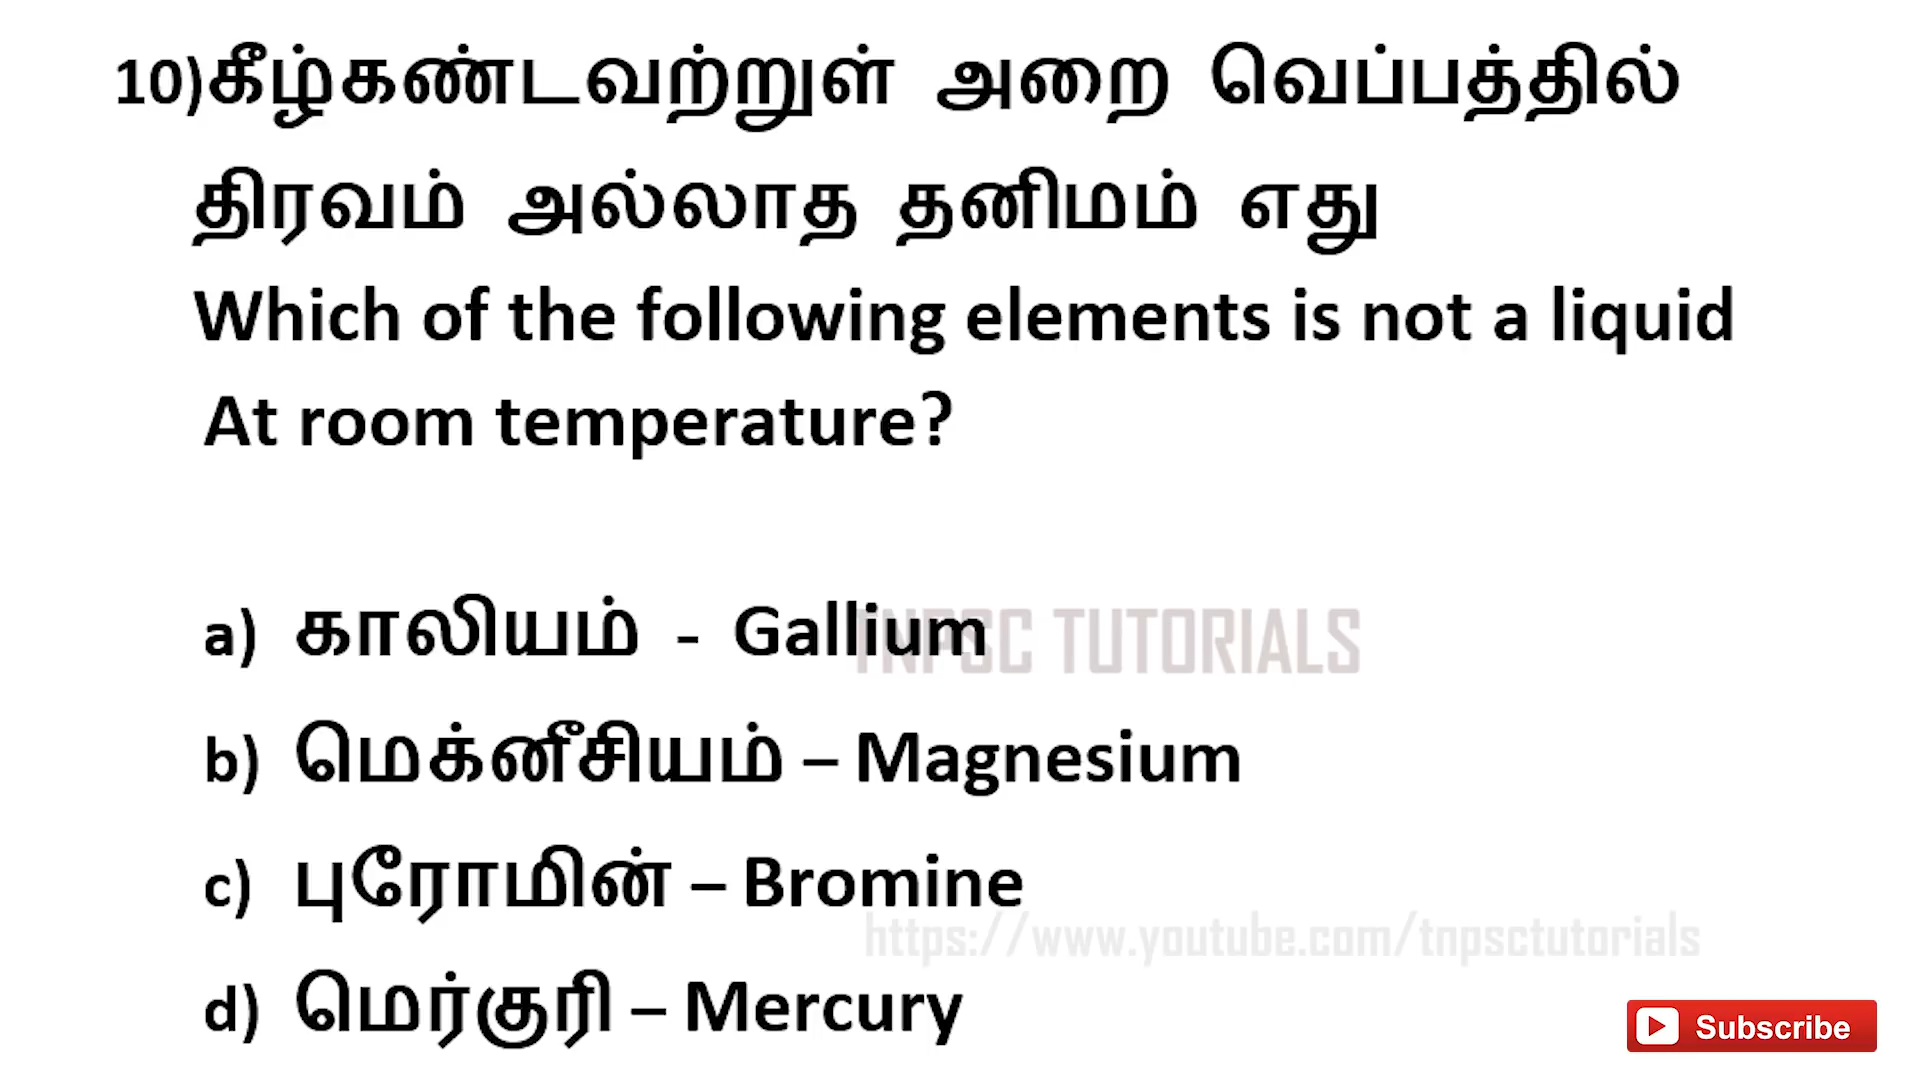 10)கீழ்கண்டவற்றுள் அறை வெப்பத்தில்
திரவம் அல்லாத தனிமம் எது
Which of the following elements is not a liquid
At room temperature?
a) காலியம் - Gallium
TNPSC TUTORIALS
b) மெக்னீசியம் – Magnesium
c) புரோமின் – Bromine
https://www.youtube.com/tnpsctutorials
d) மெர்குரி – Mercury
Subscribe